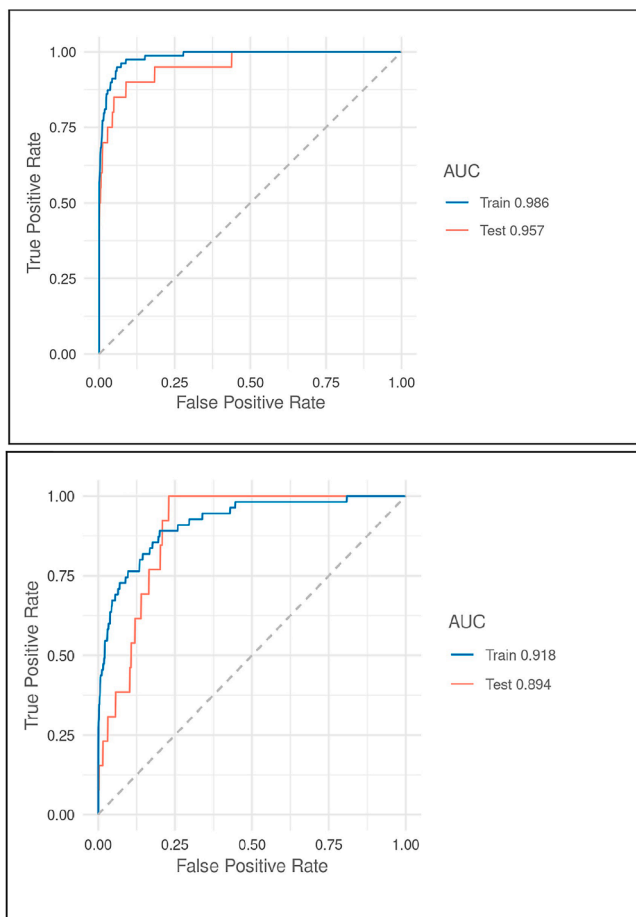 1.00
0.75
0.50
0.25
0.00
True Positive Rate
0.00 0.25 0.50 0.75 1.00
False Positive Rate
AUC
Train 0.986
Test 0.957
1.00
0.75
0.50
0.25
0.00
True Positive Rate
0.00 0.25 0.50 0.75 1.00
False Positive Rate
AUC
Train 0.918
Test 0.894